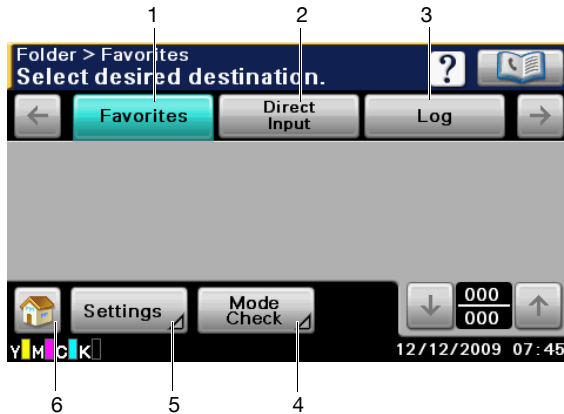 1 2 3
Folder > Favorites
Select desired destination.
?
Favorites
Direct
Input
Log
Settings
Mode
Check
000
000
Y M C K
12/12/2009 07:45
6 5 4